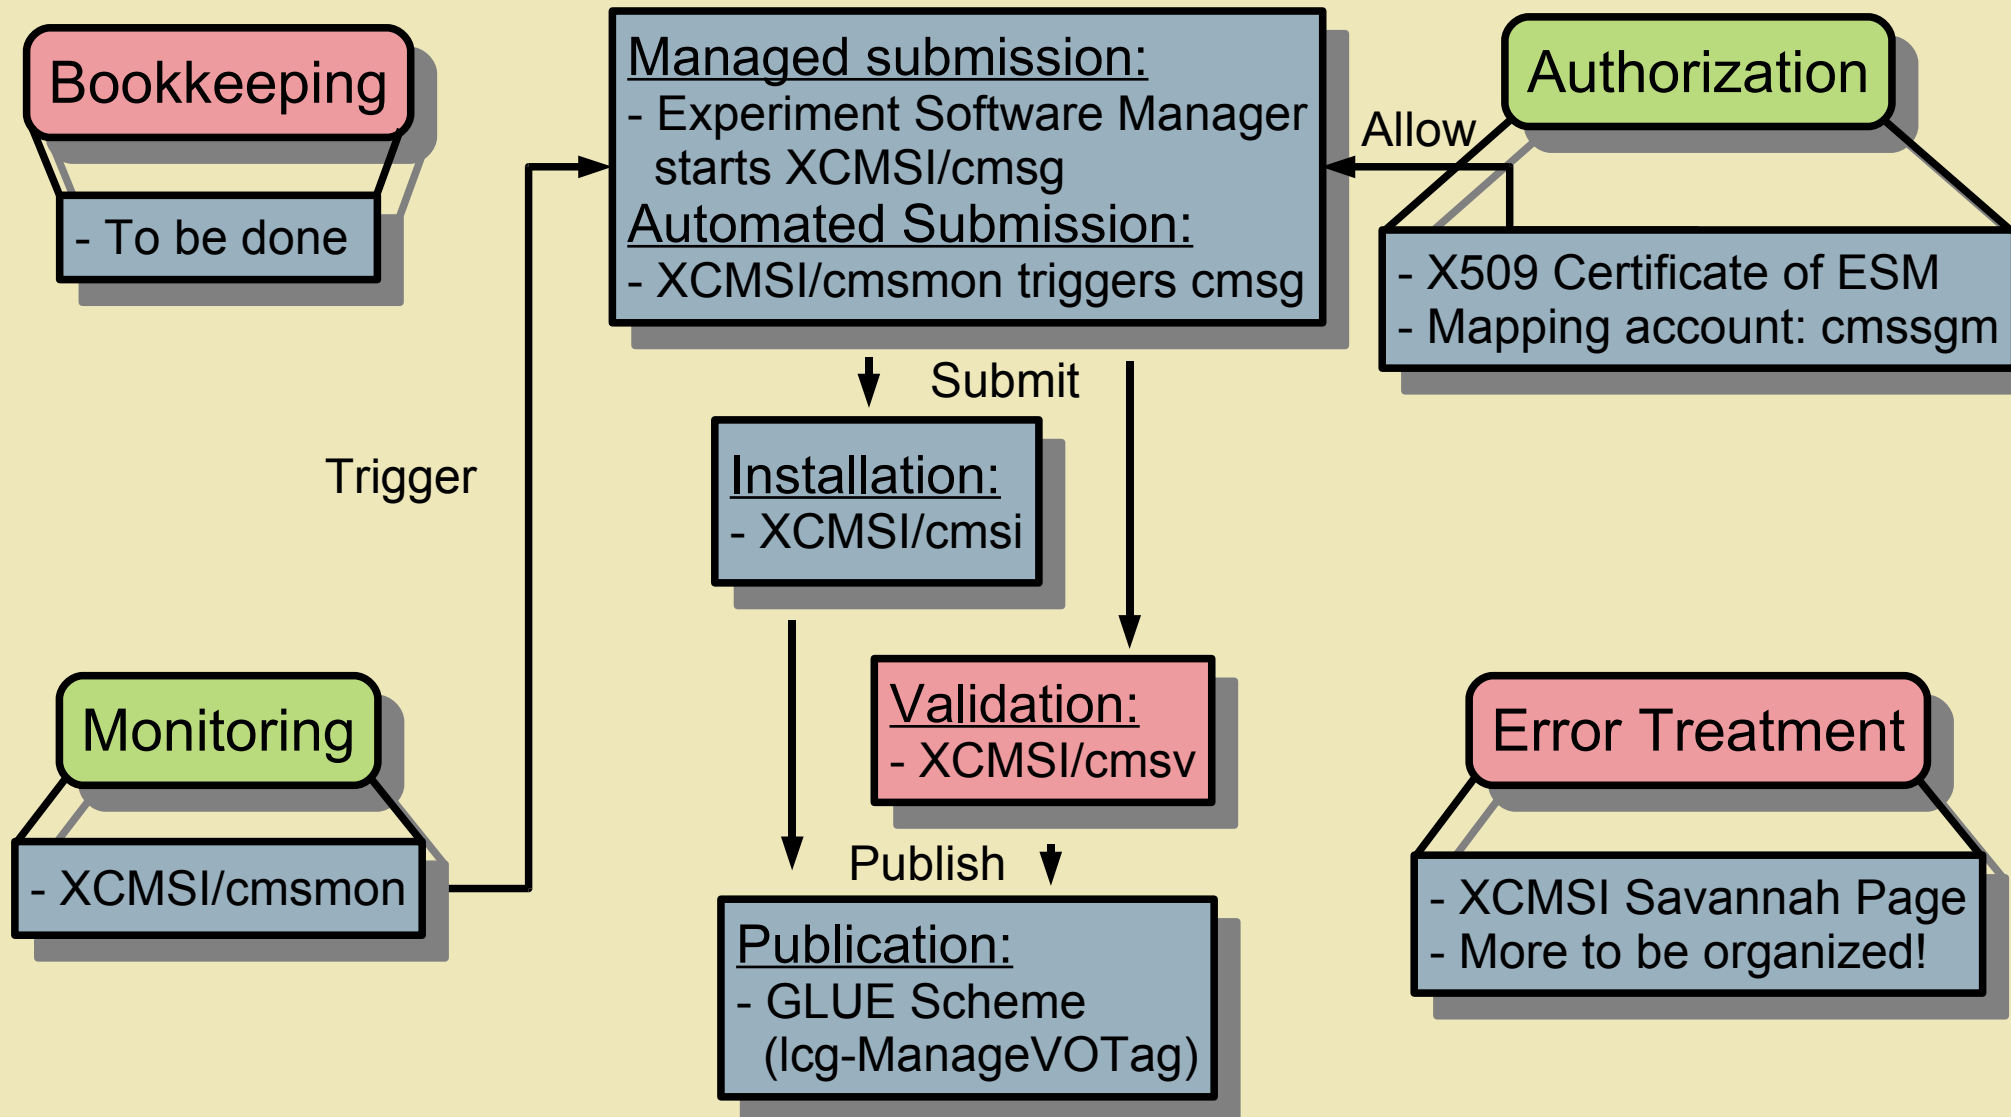 Bookkeeping
- To be done
Managed submission:
- Experiment Software Manager
starts XCMSI/cmsg
Automated Submission:
- XCMSI/cmsmon triggers cmsg
Authorization
Allow
- X509 Certificate of ESM
- Mapping account: cmssgm
Submit
Trigger
Installation:
- XCMSI/cmsi
Monitoring
- XCMSI/cmsmon
Validation:
- XCMSI/cmsv
Error Treatment
- XCMSI Savannah Page
- More to be organized!
Publish
Publication:
- GLUE Scheme
(lcg-ManageVOTag)